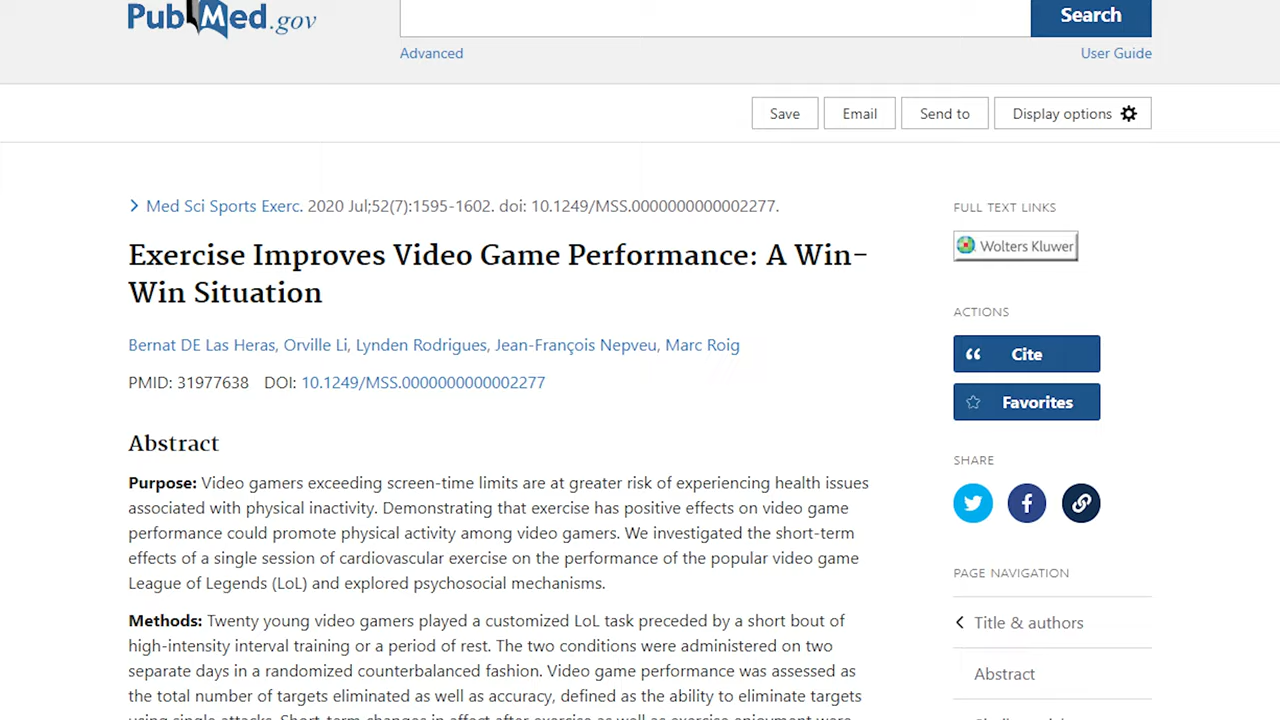 PubMed.gov
Search
Advanced
User Guide
Save
Email
Send to
Display options
Med Sci Sports Exerc. 2020 Jul;52(7):1595-1602. doi: 10.1249/MSS.0000000000002277.
Exercise Improves Video Game Performance: A Win-
Win Situation
Bernat DE Las Heras, Orville Li, Lynden Rodrigues, Jean-François Nepveu, Marc Roig
PMID: 31977638 DOI: 10.1249/MSS.0000000000002277
Abstract
Purpose: Video gamers exceeding screen-time limits are at greater risk of experiencing health issues
associated with physical inactivity. Demonstrating that exercise has positive effects on video game
performance could promote physical activity among video gamers. We investigated the short-term
effects of a single session of cardiovascular exercise on the performance of the popular video game
League of Legends (LoL) and explored psychosocial mechanisms.
Methods: Twenty young video gamers played a customized LoL task preceded by a short bout of
high-intensity interval training or a period of rest. The two conditions were administered on two
separate days in a randomized counterbalanced fashion. Video game performance was assessed as
the total number of targets eliminated as well as accuracy, defined as the ability to eliminate targets
using single attacks. Short-term changes in affect after exercise as well as exercise enjoyment were
FULL TEXT LINKS
Wolters Kluwer
ACTIONS
Cite
Favorites
SHARE
PAGE NAVIGATION
Title & authors
Abstract